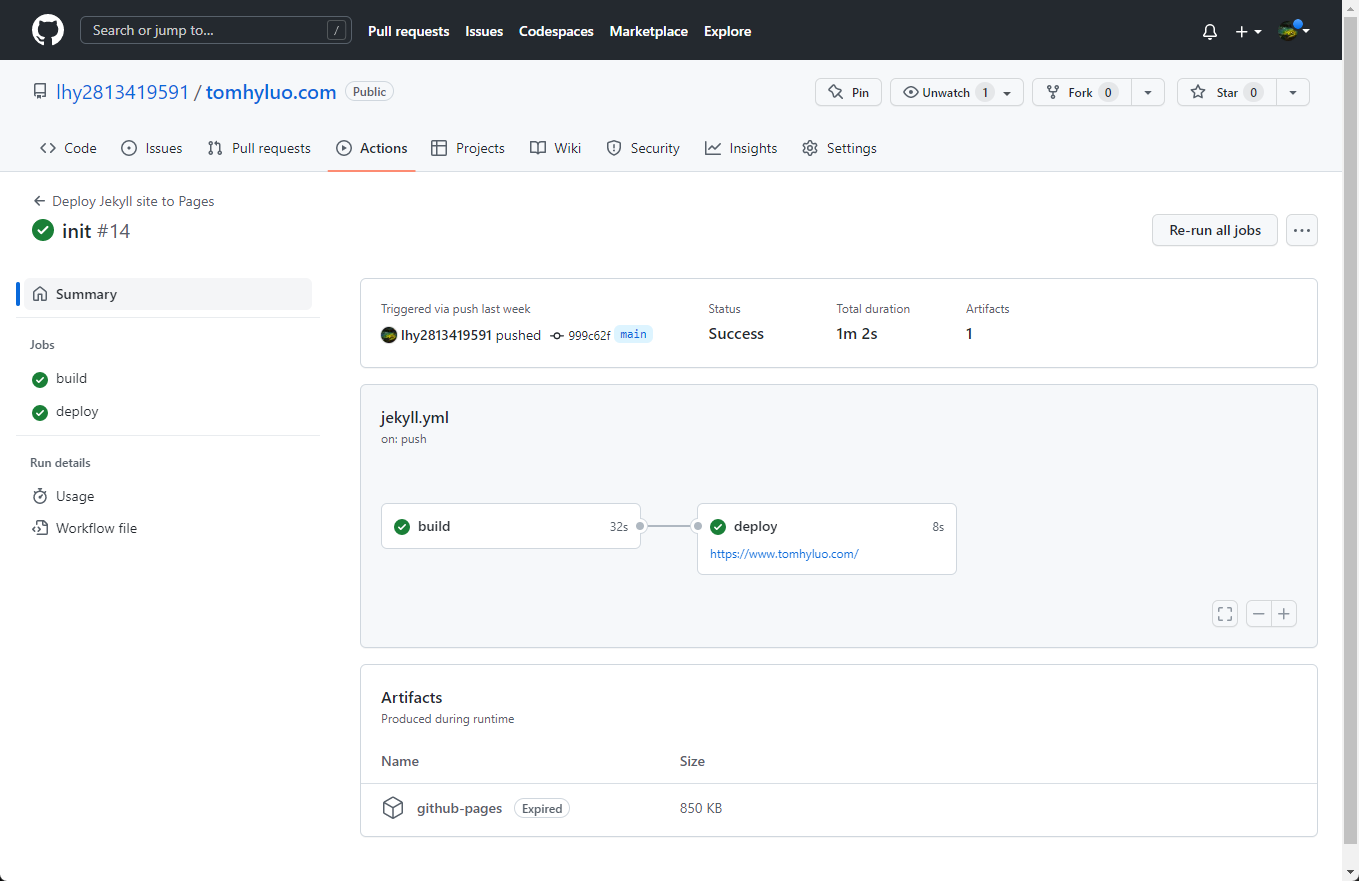 Search or jump to... /
Pull requests Issues Codespaces Marketplace Explore
lhy2813419591 / tomhyluo.com Public
Pin Unwatch 1 Fork 0 Star 0
Code Issues Pull requests Actions Projects Wiki Security Insights Settings
Deploy Jekyll site to Pages
init #14
Re-run all jobs
Summary
Jobs
build
deploy
Run details
Usage
Workflow file
Triggered via push last week
lhy2813419591 pushed 999c62f main
Status
Success
Total duration
1m 2s
Artifacts
1
jekyll.yml
on: push
build 32s
deploy 8s
https://www.tomhyluo.com/
Artifacts
Produced during runtime
Name Size
github-pages Expired 850 KB